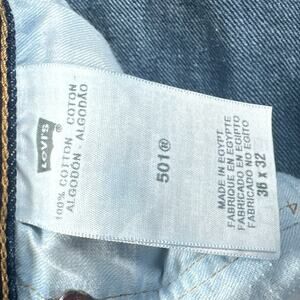 LEVI'S
100% COTTON - COTON -
ALGODÓN - ALGODÃO
501®
MADE IN EGYPT
FABRIQUE EN EGYPTE
FABRICADO EN EGIPTO
FABRICADO NO EGITO
36 x 32